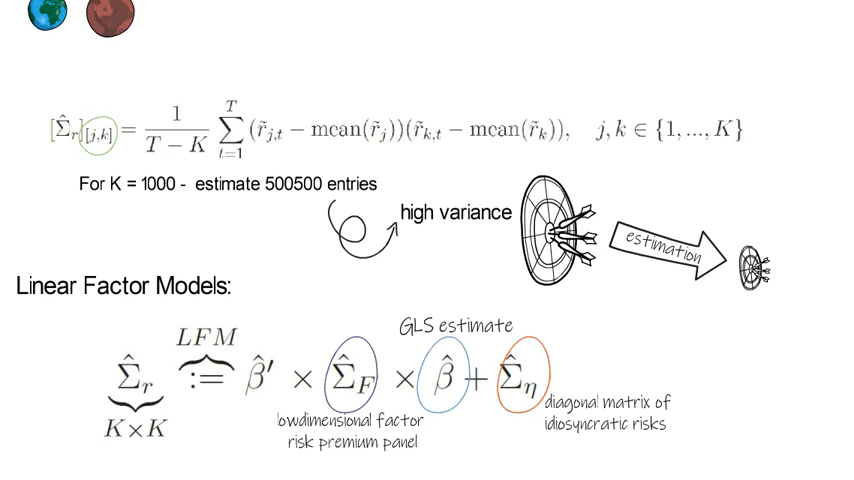 [Σ̂_r]_[j,k] = 1/(T − K) ∑_{t=1}^{T} (r̃_{j,t} − mean(r̃_j))(r̃_{k,t} − mean(r̃_k)), j, k ∈ {1, ..., K}
For K = 1000 - estimate 500500 entries
high variance
estimation
Linear Factor Models:
GLS estimate
LFM
Σ̂_r := β̂′ × Σ̂_F × β̂ + Σ̂_η
K×K
lowdimensional factor
risk premium panel
diagonal matrix of
idiosyncratic risks